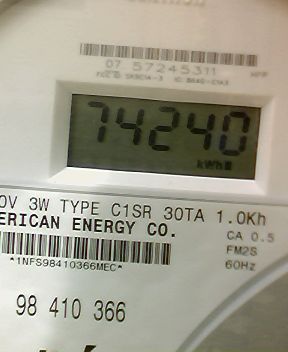 07 57245311
74240
kWh
0V 3W TYPE C1SR 30TA 1.0Kh
ERICAN ENERGY CO.
CA 0.5
FM2S
*1NFS98410366MEC*
60Hz
98 410 366